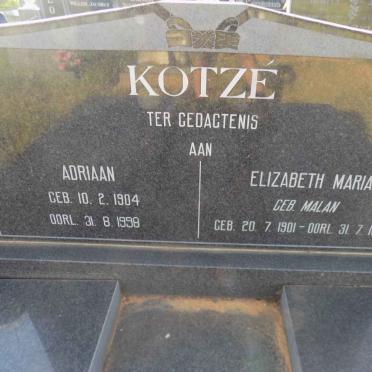 KOTZÉ
TER GEDAGTENIS
AAN
ADRIAAN
GEB. 10. 2. 1904
OORL. 31. 8. 1998
ELIZABETH MARIA
GEB. MALAN
GEB. 20. 7. 1901 - OORL. 31. 7.